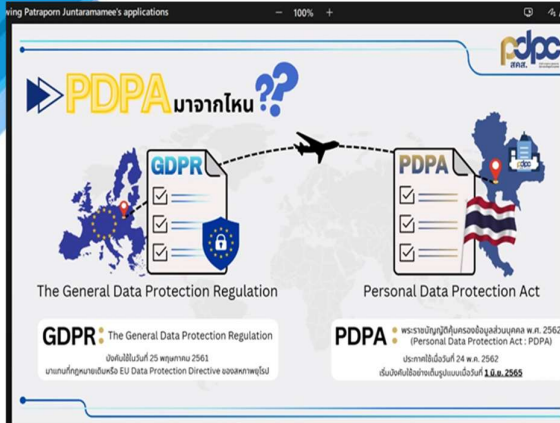 wing Patraporn Juntaramamee's applications
100%
pdpc
สคส.
PDPA มาจากไหน ??
GDPR
PDPA
pdpc
The General Data Protection Regulation
Personal Data Protection Act
GDPR : The General Data Protection Regulation
บังคับใช้ในวันที่ 25 พฤษภาคม 2561
มาแทนที่กฎหมายเดิมหรือ EU Data Protection Directive ของสหภาพยุโรป
PDPA : พระราชบัญญัติคุ้มครองข้อมูลส่วนบุคคล พ.ศ. 2562
(Personal Data Protection Act : PDPA)
ประกาศใช้เมื่อวันที่ 24 พ.ค. 2562
เริ่มบังคับใช้อย่างเต็มรูปแบบเมื่อวันที่ 1 มิ.ย. 2565